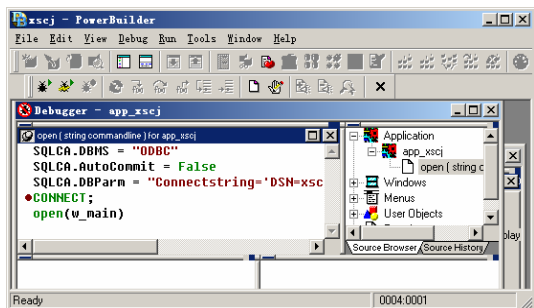 xscj - PowerBuilder
File Edit View Debug Run Tools Window Help
Debugger - app_xscj
open ( string commandline ) for app_xscj
SQLCA.DBMS = "ODBC"
SQLCA.AutoCommit = False
SQLCA.DBParm = "Connectstring='DSN=xsc
CONNECT;
open(w_main)
Application
app_xscj
open ( string c
Windows
Menus
User Objects
Source Browser
Source History
play
Ready
0004:0001